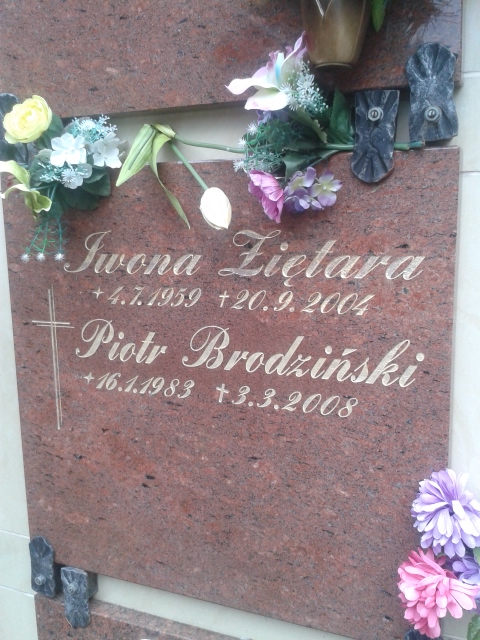 Iwona Ziętara
*4.7.1959 †20.9.2004
Piotr Brodziński
*16.1.1983 †3.3.2008